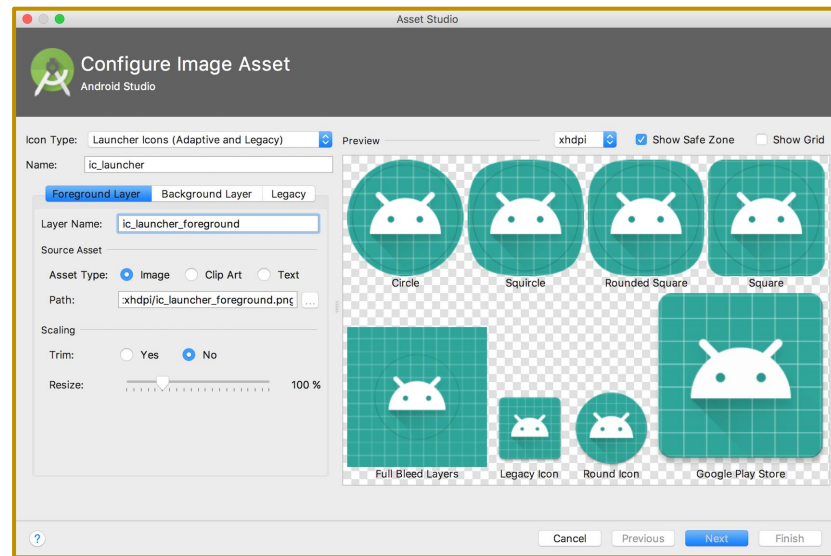 Asset Studio
Configure Image Asset
Android Studio
Icon Type: Launcher Icons (Adaptive and Legacy)
Name: ic_launcher
Foreground Layer Background Layer Legacy
Layer Name: ic_launcher_foreground
Source Asset
Asset Type: Image Clip Art Text
Path: :xhdpi/ic_launcher_foreground.png ...
Scaling
Trim: Yes No
Resize: 100 %
Preview xhdpi Show Safe Zone Show Grid
Circle Squircle Rounded Square Square
Full Bleed Layers Legacy Icon Round Icon Google Play Store
? Cancel Previous Next Finish